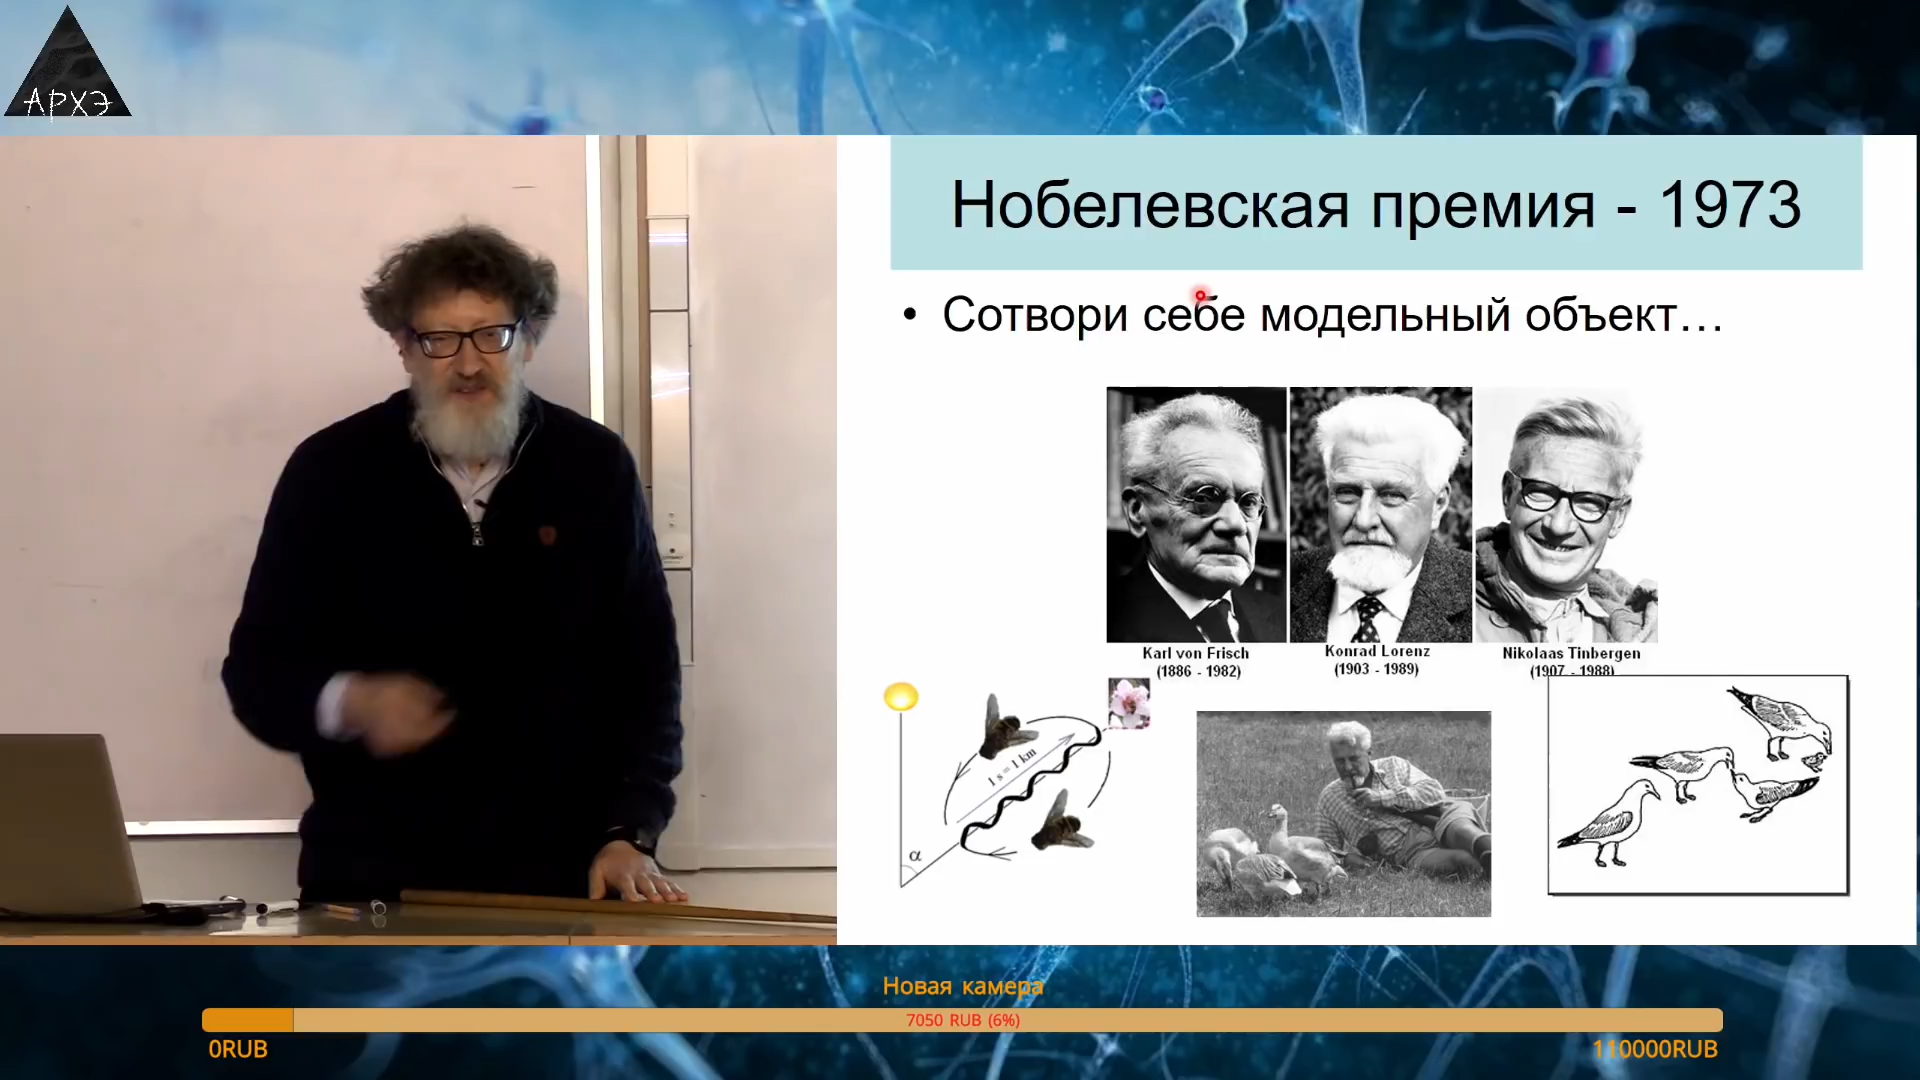 АРХЭ
Нобелевская премия - 1973
• Сотвори себе модельный объект...
Karl von Frisch
(1886 - 1982)
Konrad Lorenz
(1903 - 1989)
Nikolaas Tinbergen
(1907 - 1988)
1 s = 1 km
α
Новая камера
7050 RUB (6%)
0RUB
110000RUB